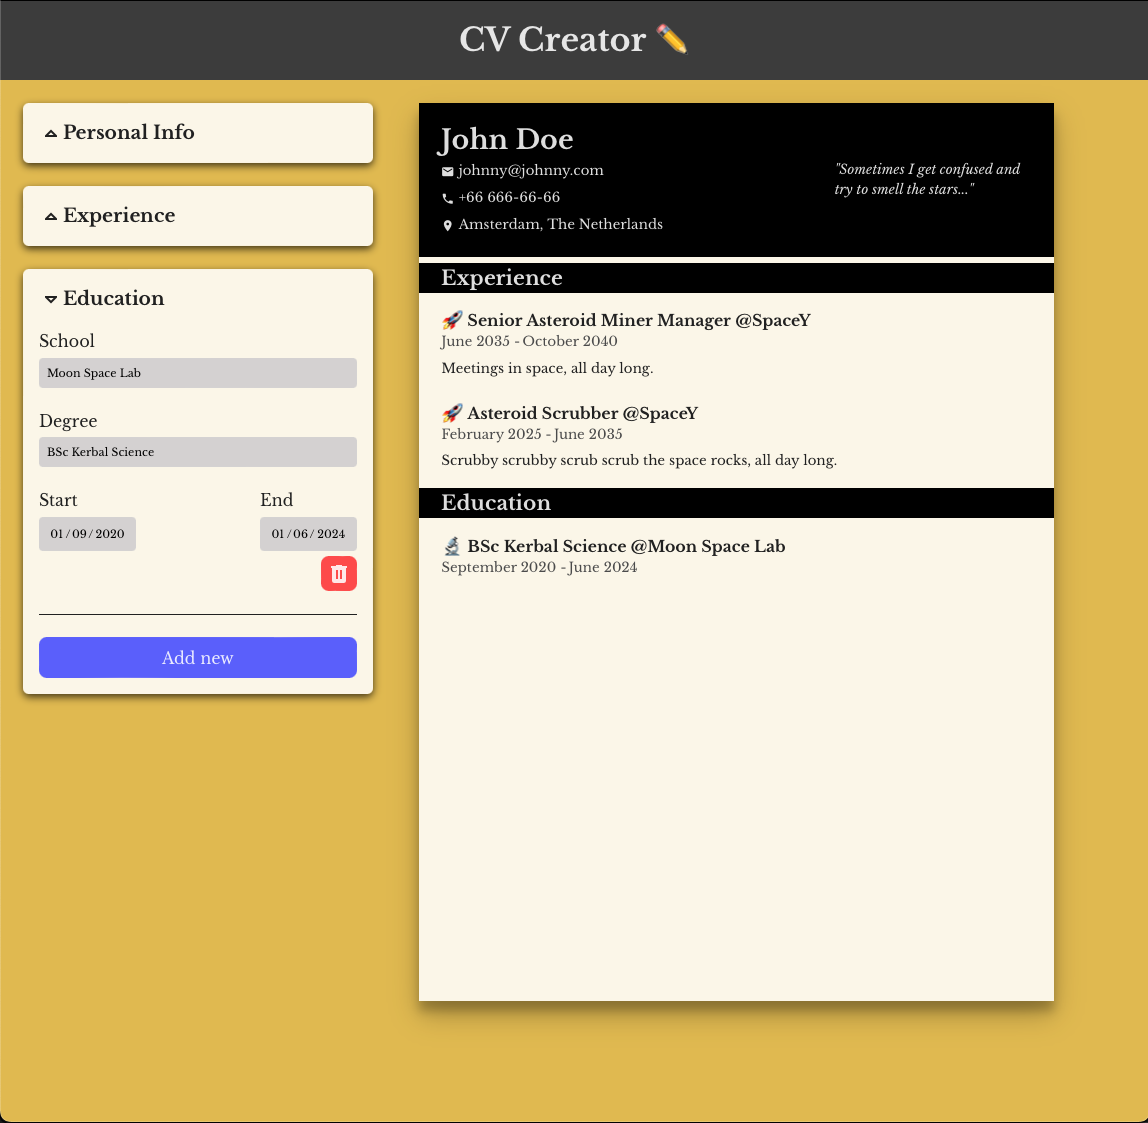 CV Creator ✏️
Personal Info
Experience
Education
School
Moon Space Lab
Degree
BSc Kerbal Science
Start
End
01/09/2020
01/06/2024
Add new
John Doe
johnny@johnny.com
+66 666-66-66
Amsterdam, The Netherlands
"Sometimes I get confused and
try to smell the stars..."
Experience
🚀 Senior Asteroid Miner Manager @SpaceY
June 2035 - October 2040
Meetings in space, all day long.
🚀 Asteroid Scrubber @SpaceY
February 2025 - June 2035
Scrubby scrubby scrub scrub the space rocks, all day long.
Education
🔬 BSc Kerbal Science @Moon Space Lab
September 2020 - June 2024